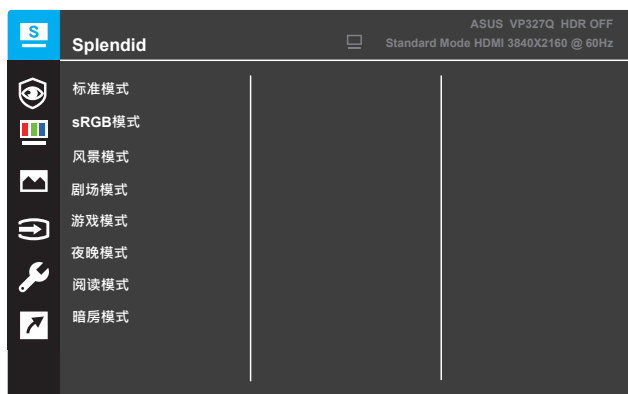 S
ASUS VP327Q HDR OFF
Splendid
Standard Mode HDMI 3840X2160 @ 60Hz
标准模式
sRGB模式
风景模式
剧场模式
游戏模式
夜晚模式
阅读模式
暗房模式